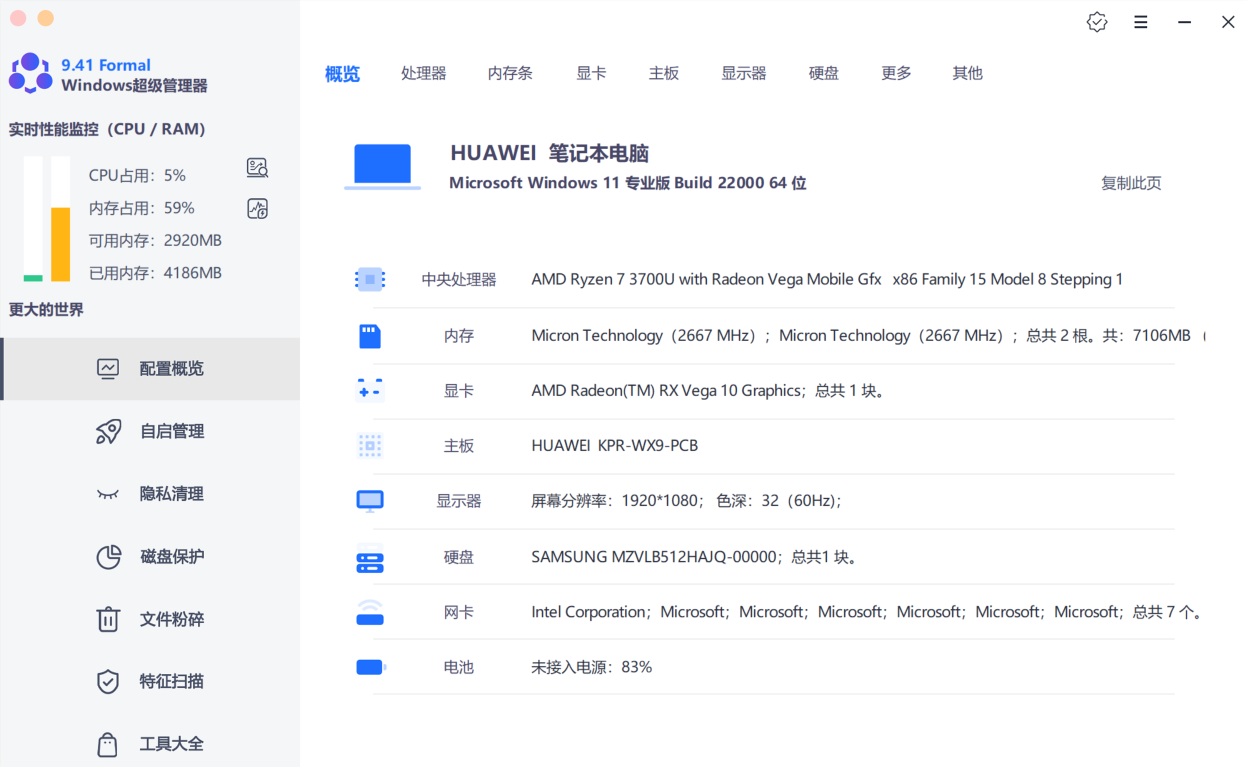 9.41 Formal
Windows超级管理器
实时性能监控（CPU / RAM）
CPU占用：5%
内存占用：59%
可用内存：2920MB
已用内存：4186MB
更大的世界
配置概览
自启管理
隐私清理
磁盘保护
文件粉碎
特征扫描
工具大全
概览 处理器 内存条 显卡 主板 显示器 硬盘 更多 其他
HUAWEI 笔记本电脑
Microsoft Windows 11 专业版 Build 22000 64 位
复制此页
中央处理器 AMD Ryzen 7 3700U with Radeon Vega Mobile Gfx x86 Family 15 Model 8 Stepping 1
内存 Micron Technology（2667 MHz）；Micron Technology（2667 MHz）；总共 2 根。共：7106MB （
显卡 AMD Radeon(TM) RX Vega 10 Graphics；总共 1 块。
主板 HUAWEI KPR-WX9-PCB
显示器 屏幕分辨率：1920*1080； 色深：32（60Hz)；
硬盘 SAMSUNG MZVLB512HAJQ-00000；总共1 块。
网卡 Intel Corporation；Microsoft；Microsoft；Microsoft；Microsoft；Microsoft；Microsoft；总共 7 个。
电池 未接入电源：83%